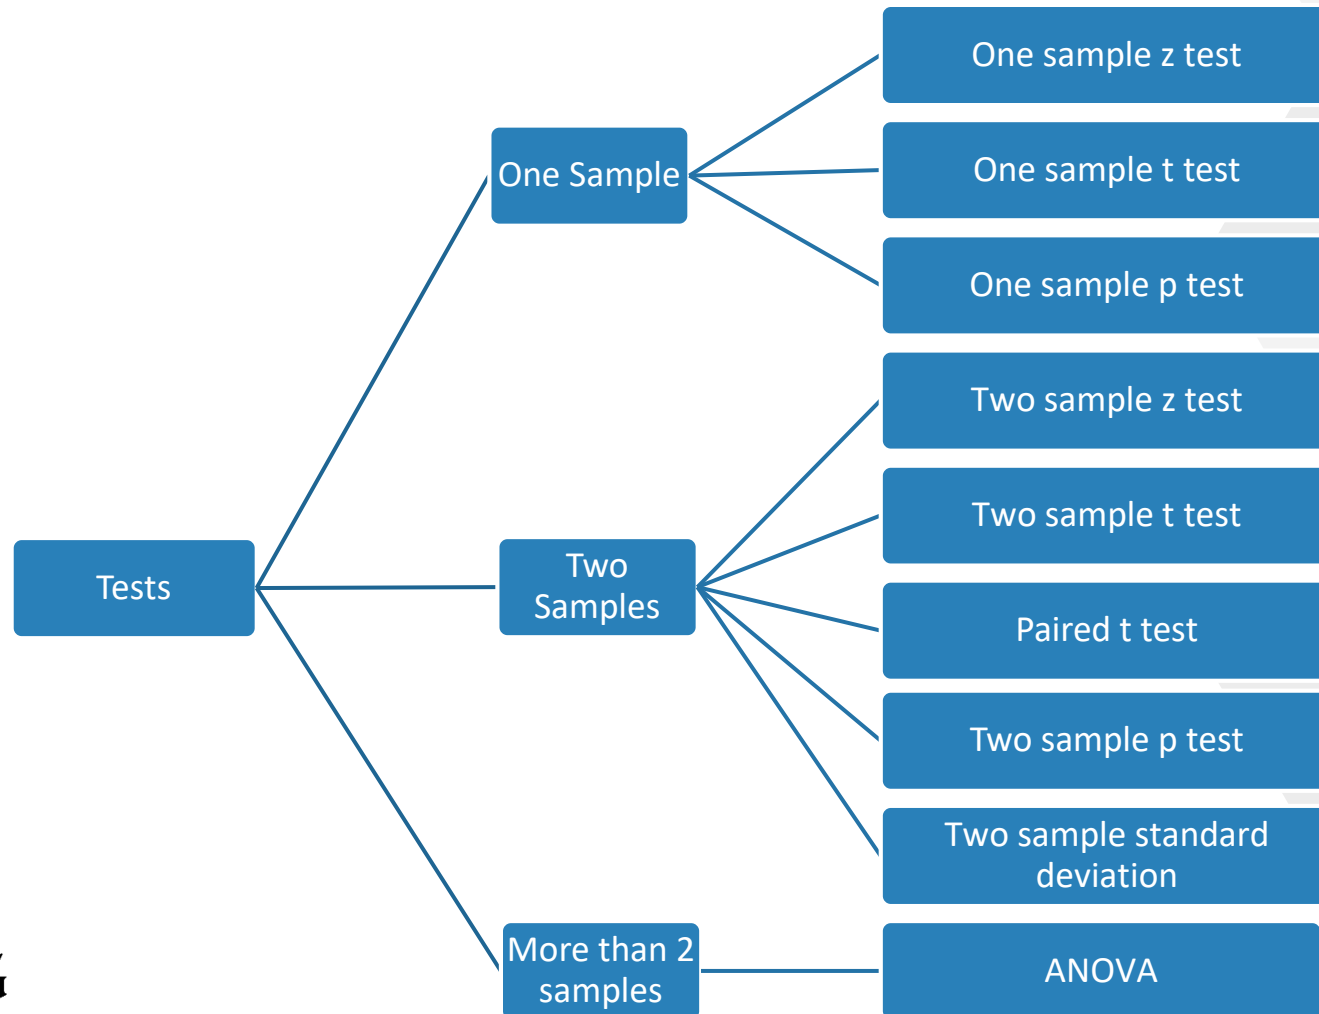 One sample z test
One Sample
One sample t test
One sample p test
Two sample z test
Two sample t test
Tests
Two
Samples
Paired t test
Two sample p test
Two sample standard
deviation
More than 2
samples
ANOVA